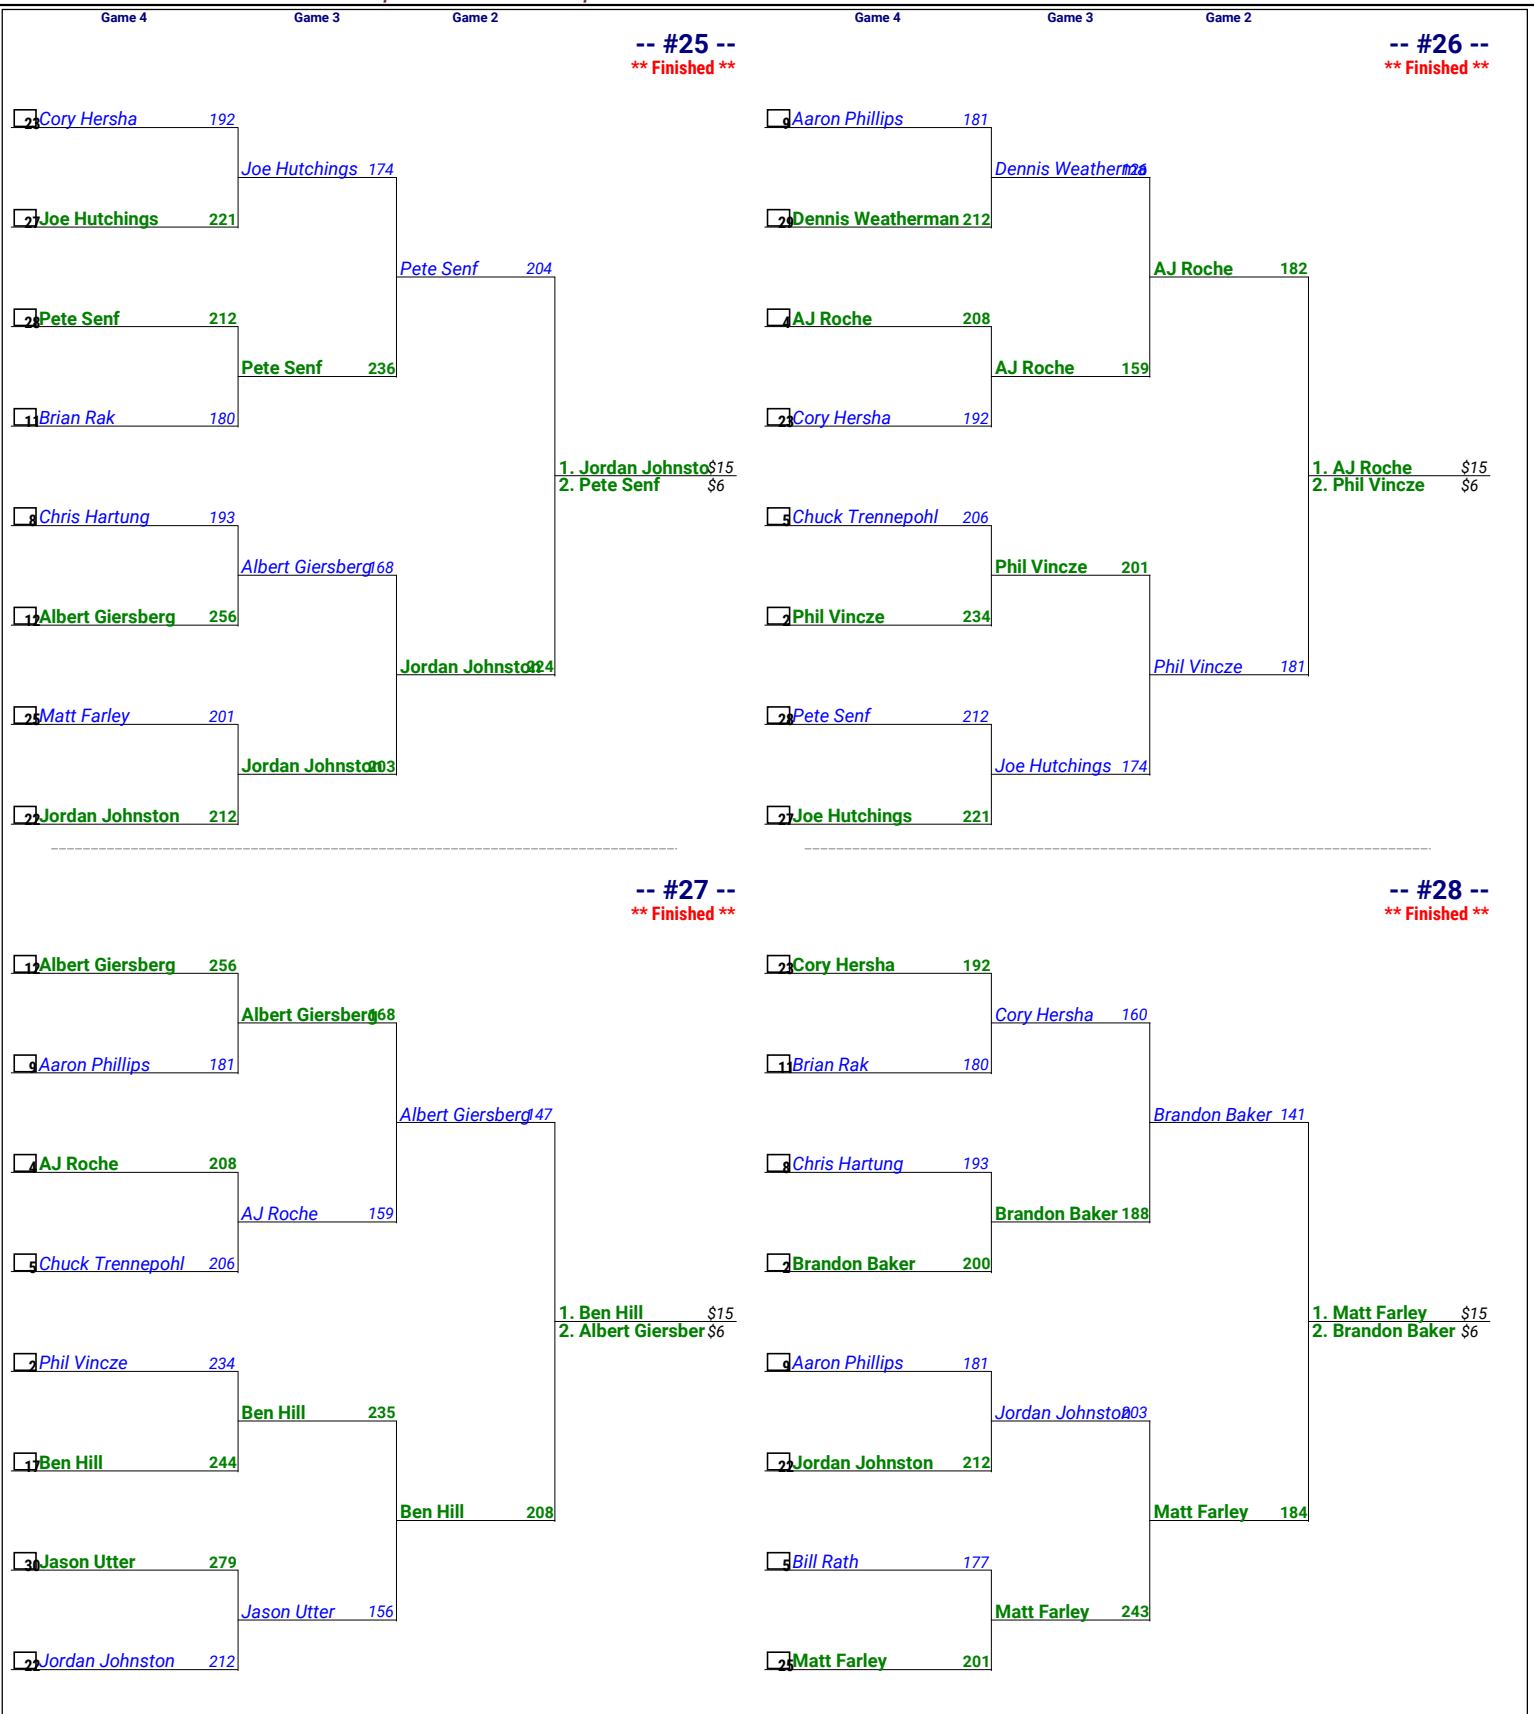 Game 4 Game 3 Game 2 Game 4 Game 3 Game 2
-- #25 --
** Finished **
23 Cory Hersha 192
Joe Hutchings 174
27 Joe Hutchings 221
Pete Senf 204
28 Pete Senf 212
Pete Senf 236
11 Brian Rak 180
1. Jordan Johnsto $15
2. Pete Senf $6
8 Chris Hartung 193
Albert Giersberg 168
12 Albert Giersberg 256
Jordan Johnston 224
25 Matt Farley 201
Jordan Johnston 203
22 Jordan Johnston 212
-- #26 --
** Finished **
9 Aaron Phillips 181
Dennis Weatherma 126
29 Dennis Weatherman 212
AJ Roche 182
4 AJ Roche 208
AJ Roche 159
23 Cory Hersha 192
1. AJ Roche $15
2. Phil Vincze $6
5 Chuck Trennepohl 206
Phil Vincze 201
2 Phil Vincze 234
Phil Vincze 181
28 Pete Senf 212
Joe Hutchings 174
27 Joe Hutchings 221
-- #27 --
** Finished **
12 Albert Giersberg 256
Albert Giersberg 168
9 Aaron Phillips 181
Albert Giersberg 147
4 AJ Roche 208
AJ Roche 159
5 Chuck Trennepohl 206
1. Ben Hill $15
2. Albert Giersber $6
2 Phil Vincze 234
Ben Hill 235
17 Ben Hill 244
Ben Hill 208
30 Jason Utter 279
Jason Utter 156
22 Jordan Johnston 212
-- #28 --
** Finished **
23 Cory Hersha 192
Cory Hersha 160
11 Brian Rak 180
Brandon Baker 141
8 Chris Hartung 193
Brandon Baker 188
2 Brandon Baker 200
1. Matt Farley $15
2. Brandon Baker $6
9 Aaron Phillips 181
Jordan Johnston 203
22 Jordan Johnston 212
Matt Farley 184
5 Bill Rath 177
Matt Farley 243
25 Matt Farley 201